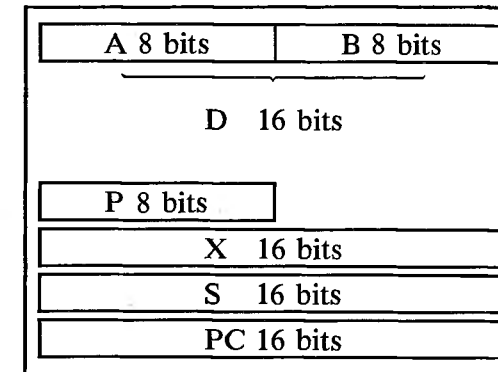 A 8 bits B 8 bits
D 16 bits
P 8 bits
X 16 bits
S 16 bits
PC 16 bits